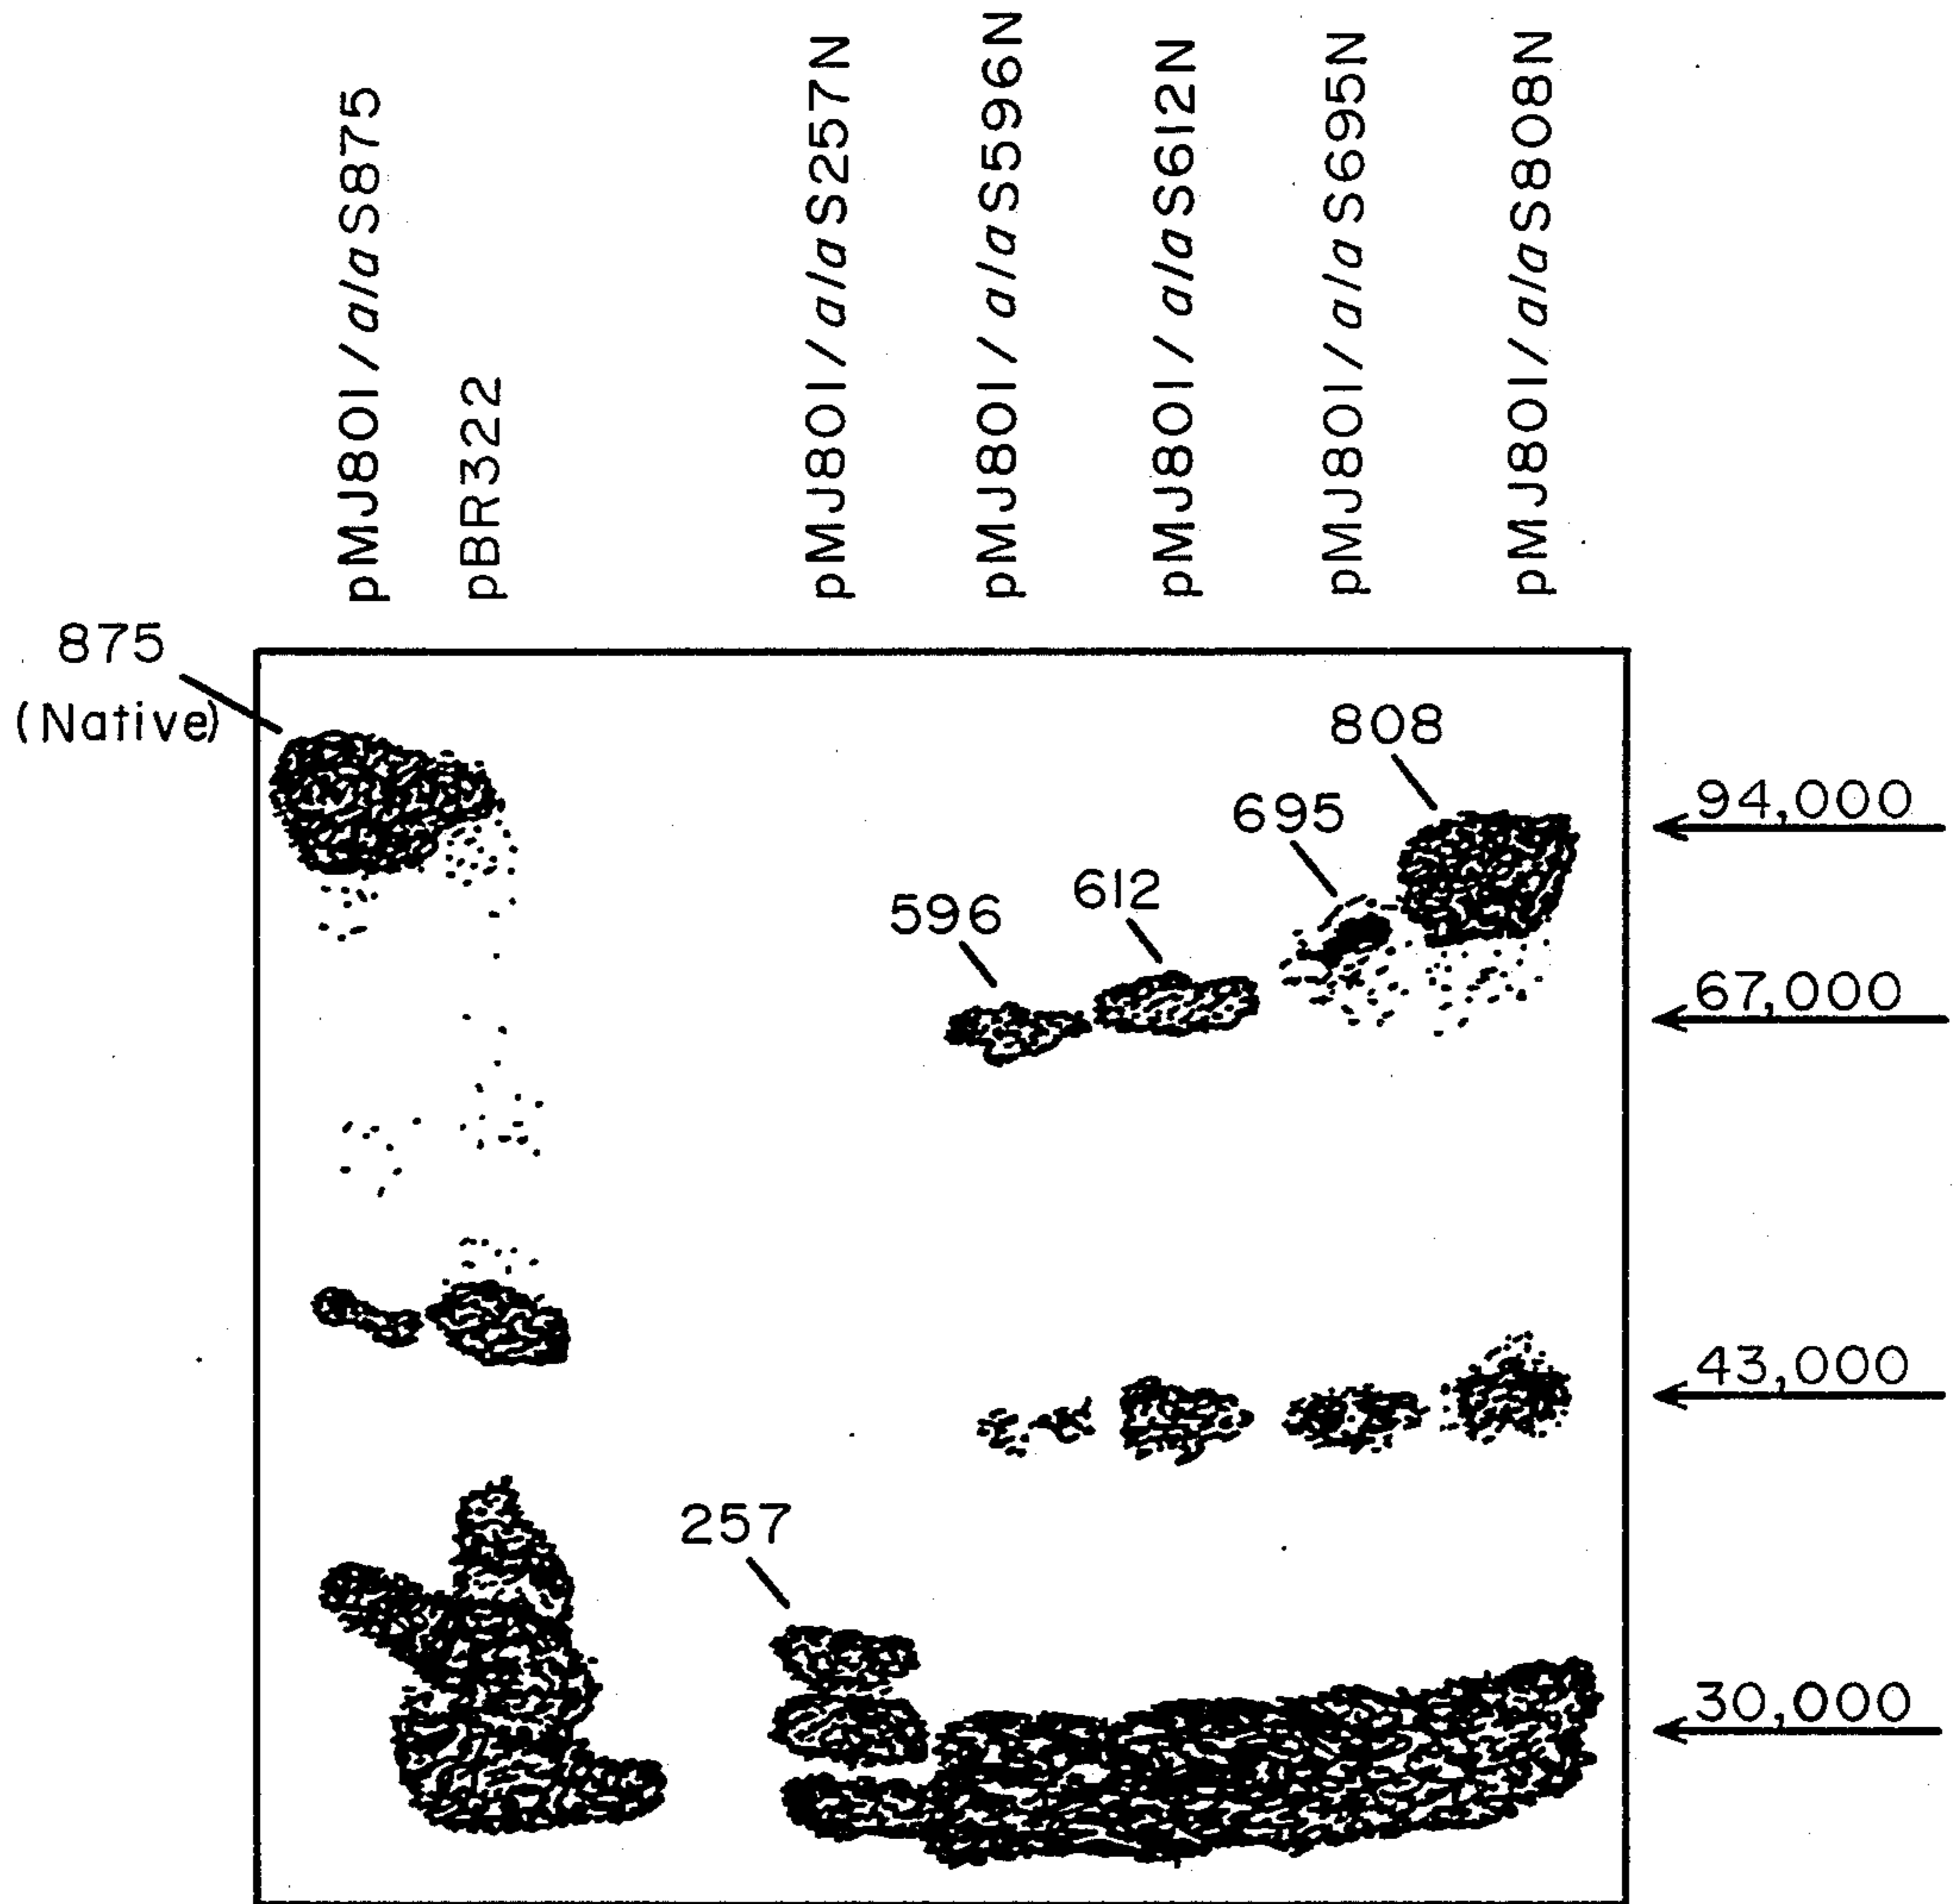 pMJ801/alaS875
pBR322
pMJ801/alaS257N
pMJ801/alaS596N
pMJ801/alaS612N
pMJ801/alaS695N
pMJ801/alaS808N
875
(Native)
808
695
612
596
257
94,000
67,000
43,000
30,000